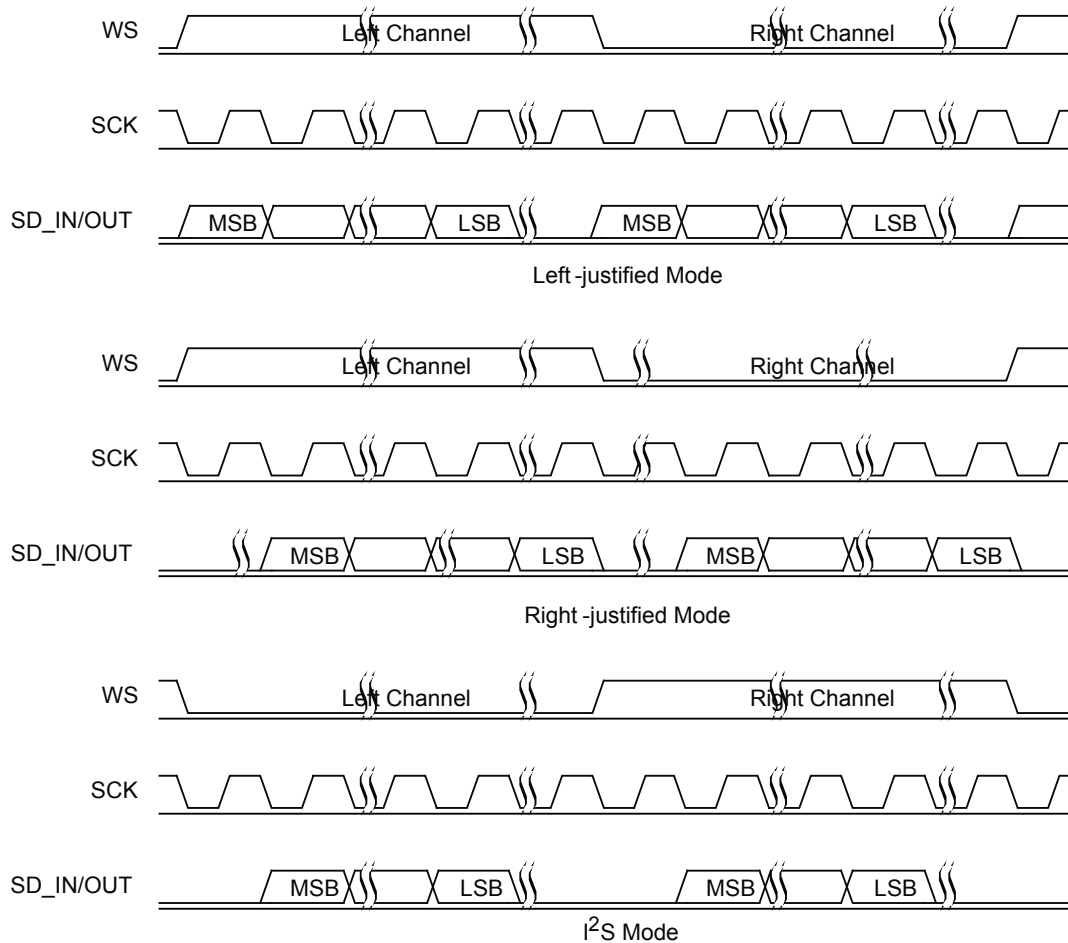 WS Left Channel Right Channel
SCK
SD_IN/OUT MSB LSB MSB LSB
Left -justified Mode
WS Left Channel Right Channel
SCK
SD_IN/OUT MSB LSB MSB LSB
Right -justified Mode
WS Left Channel Right Channel
SCK
SD_IN/OUT MSB LSB MSB LSB
I²S Mode